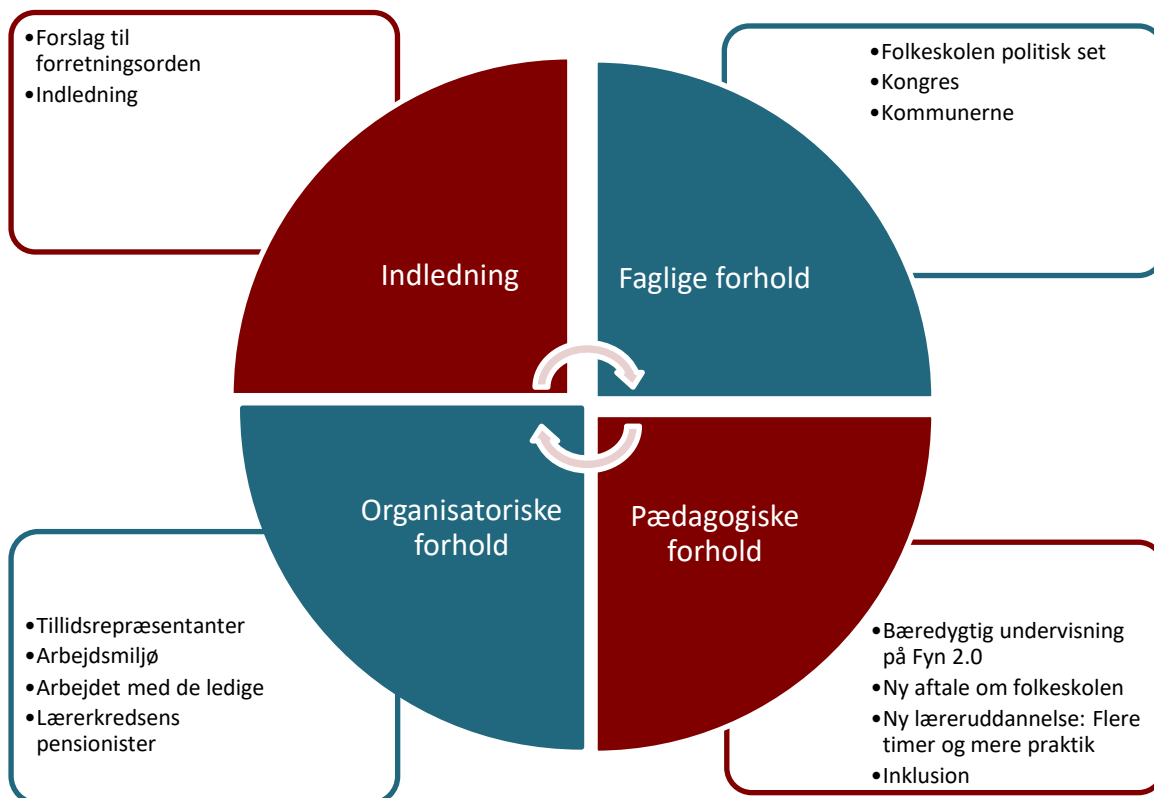 •Forslag til
forretningsorden
•Indledning
•Folkeskolen politisk set
•Kongres
•Kommunerne
Indledning
Faglige forhold
Organisatoriske
forhold
Pædagogiske
forhold
•Tillidsrepræsentanter
•Arbejdsmiljø
•Arbejdet med de ledige
•Lærerkredsens
pensionister
•Bæredygtig undervisning
på Fyn 2.0
•Ny aftale om folkeskolen
•Ny læreruddannelse: Flere
timer og mere praktik
•Inklusion